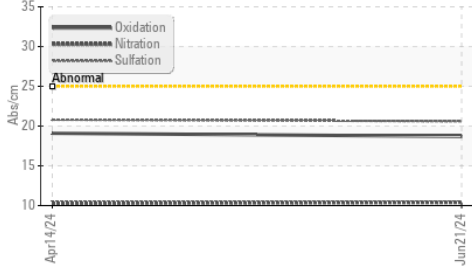 35
30
25
20
15
10
Abs/cm
Oxidation
Nitration
Sulfation
Abnormal
Apr14/24
Jun21/24